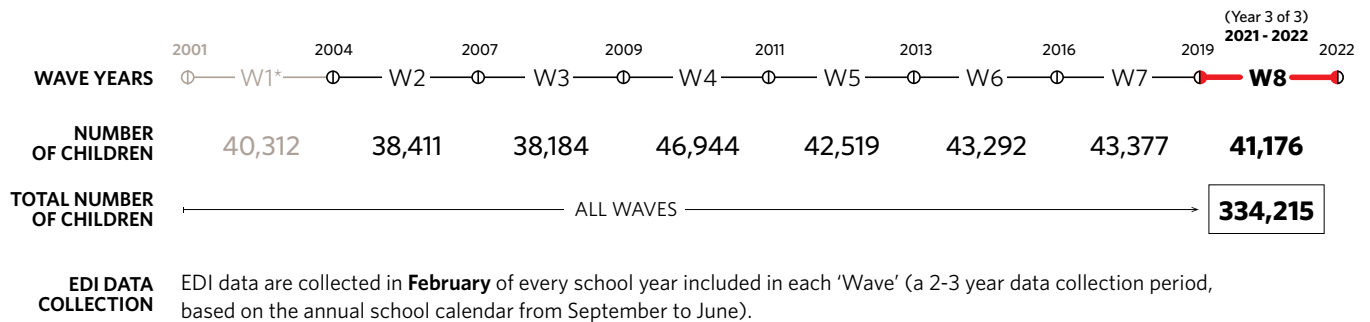 (Year 3 of 3)
2021 - 2022
2001 2004 2007 2009 2011 2013 2016 2019 2022
WAVE YEARS W1* W2 W3 W4 W5 W6 W7 W8
NUMBER
OF CHILDREN 40,312 38,411 38,184 46,944 42,519 43,292 43,377 41,176
TOTAL NUMBER
OF CHILDREN ALL WAVES 334,215
EDI DATA
COLLECTION
EDI data are collected in February of every school year included in each ‘Wave’ (a 2-3 year data collection period,
based on the annual school calendar from September to June).